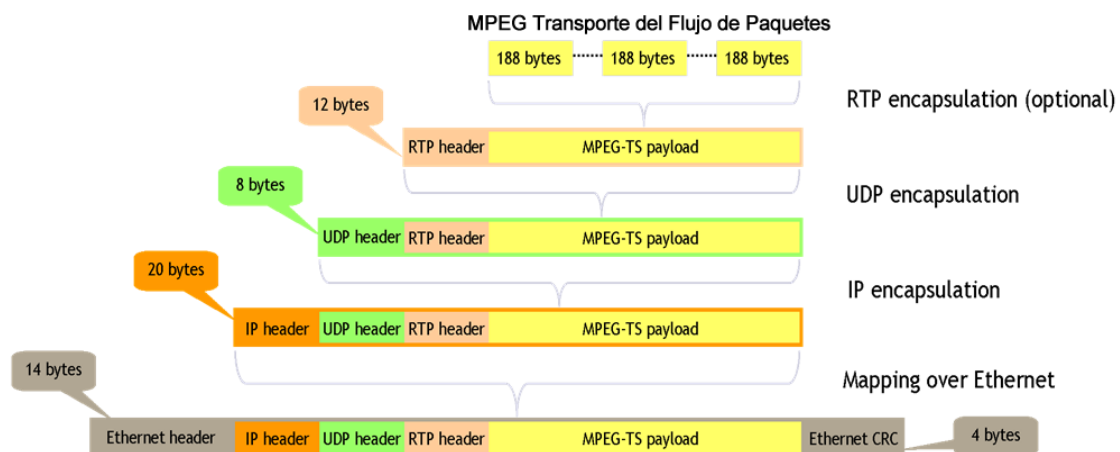 MPEG Transporte del Flujo de Paquetes
188 bytes 188 bytes 188 bytes
RTP encapsulation (optional)
12 bytes
RTP header MPEG-TS payload
UDP encapsulation
8 bytes
UDP header RTP header MPEG-TS payload
IP encapsulation
20 bytes
IP header UDP header RTP header MPEG-TS payload
Mapping over Ethernet
14 bytes
Ethernet header IP header UDP header RTP header MPEG-TS payload Ethernet CRC
4 bytes